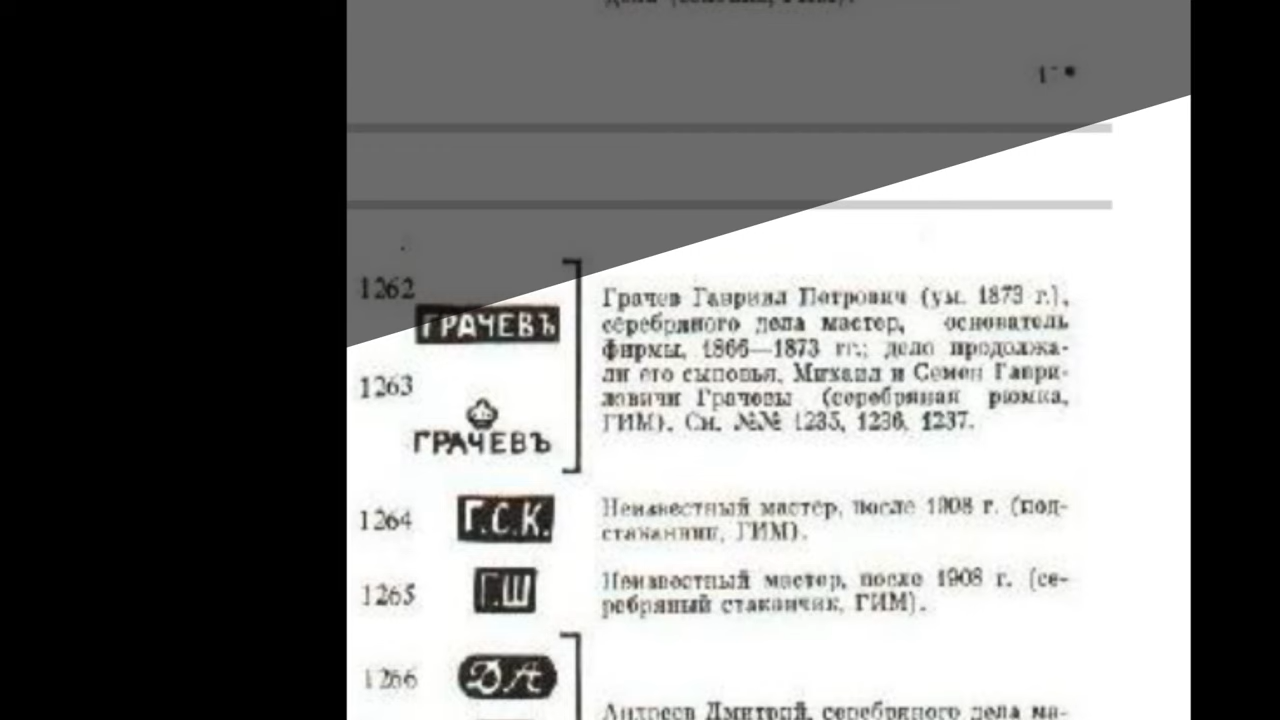 1262
ГРАЧЕВЪ
1263
ГРАЧЕВЪ
Грачев Гавриил Петрович (ум. 1873 г.),
серебряного дела мастер, основатель
фирмы, 1866—1873 гг.; дело продолжа-
ли его сыновья, Михаил и Семен Гаври-
ловичи Грачевы (серебряная рюмка,
ГИМ). См. №№ 1235, 1236, 1237.
1264
Г.С.К.
Неизвестный мастер, после 1908 г. (под-
стаканник, ГИМ).
1265
Г.Ш
Неизвестный мастер, после 1908 г. (се-
ребряный стаканчик, ГИМ).
1266
ДА
Андреев Дмитрий, серебряного дела ма-